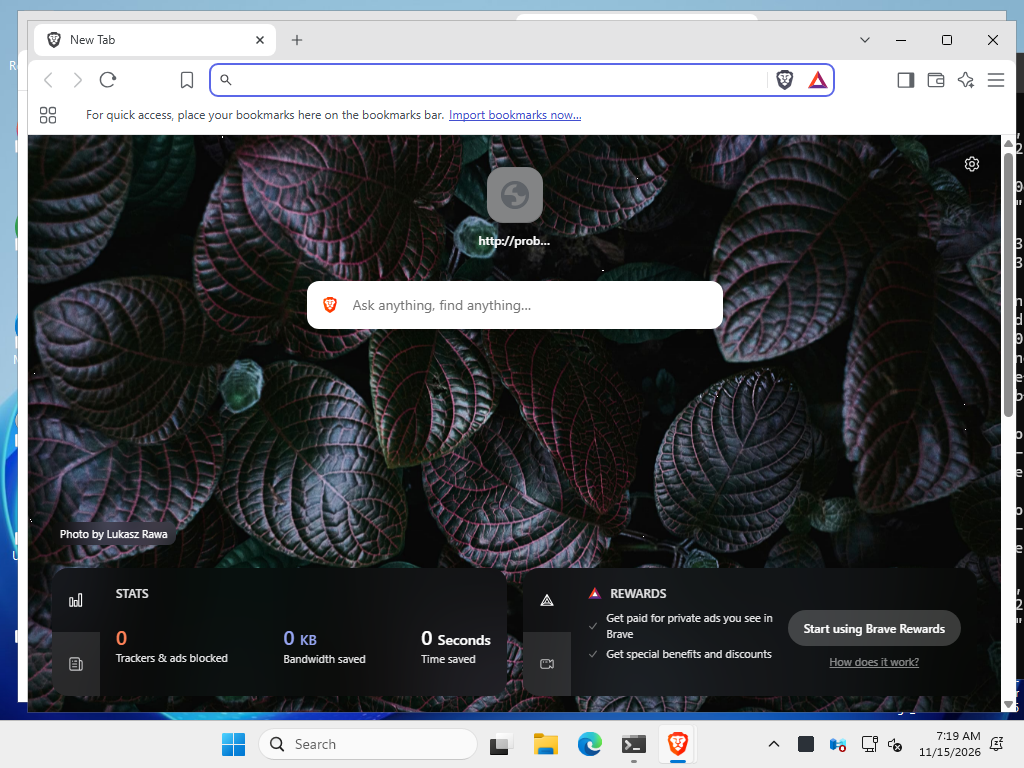 New Tab
For quick access, place your bookmarks here on the bookmarks bar. Import bookmarks now...
http://prob...
Ask anything, find anything...
Photo by Lukasz Rawa
STATS
0
Trackers & ads blocked
0 KB
Bandwidth saved
0 Seconds
Time saved
REWARDS
Get paid for private ads you see in
Brave
Get special benefits and discounts
Start using Brave Rewards
How does it work?
Search
7:19 AM
11/15/2026